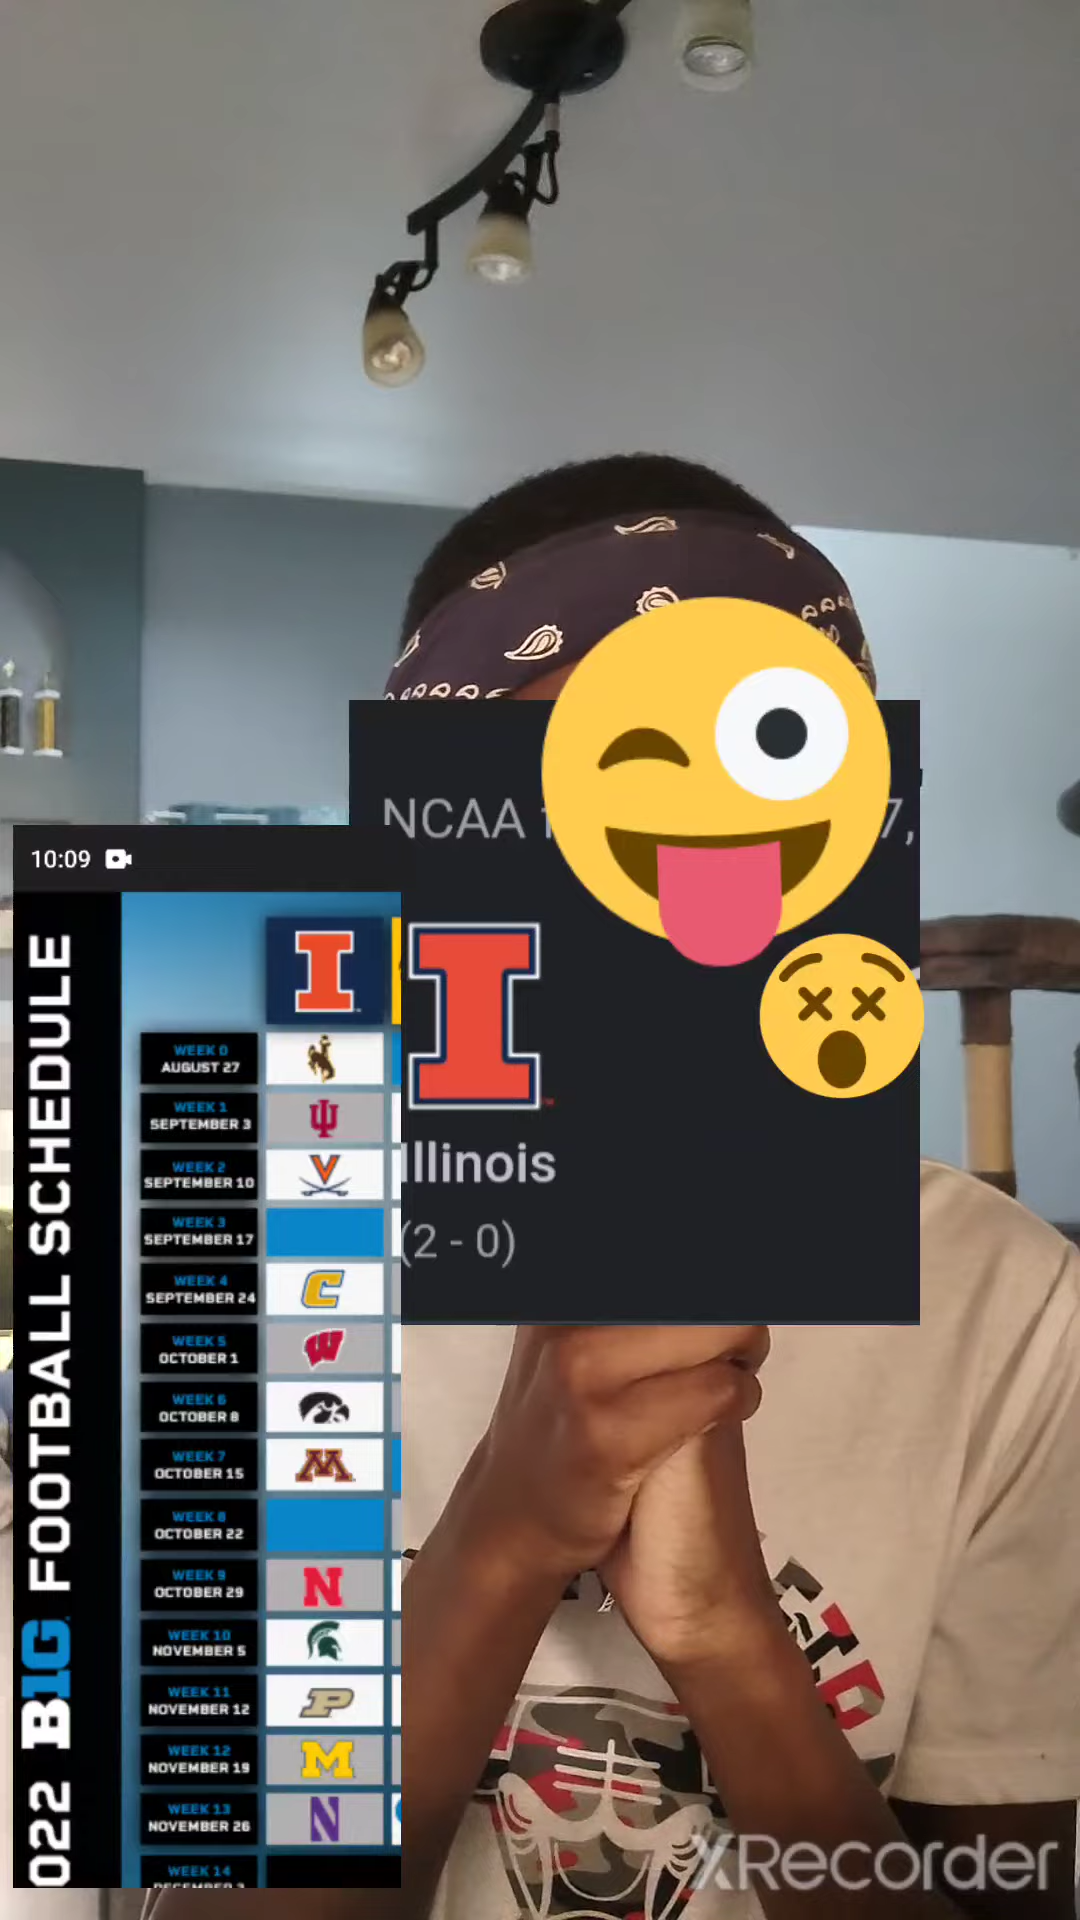 NCAA
7,
10:09
022 B1G FOOTBALL SCHEDULE
WEEK 0
AUGUST 27
WEEK 1
SEPTEMBER 3
WEEK 2
SEPTEMBER 10
WEEK 3
SEPTEMBER 17
WEEK 4
SEPTEMBER 24
WEEK 5
OCTOBER 1
WEEK 6
OCTOBER 8
WEEK 7
OCTOBER 15
WEEK 8
OCTOBER 22
WEEK 9
OCTOBER 29
WEEK 10
NOVEMBER 5
WEEK 11
NOVEMBER 12
WEEK 12
NOVEMBER 19
WEEK 13
NOVEMBER 26
WEEK 14
I
V
C
W
M
N
P
M
N
I
Illinois
(2 - 0)
XRecorder